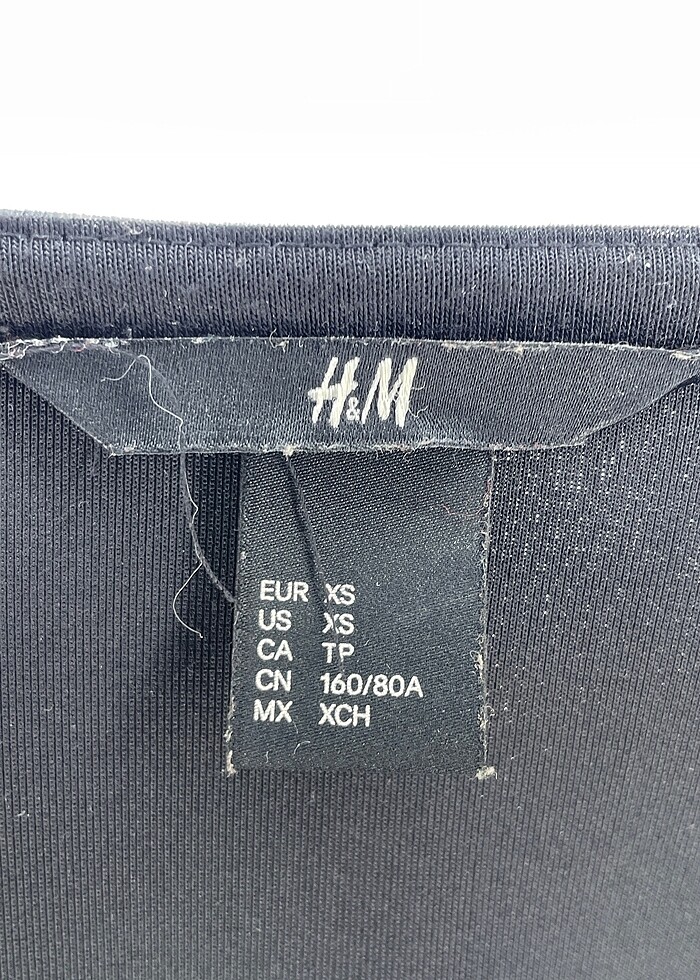 H&M
EUR XS
US XS
CA TP
CN 160/80A
MX XCH